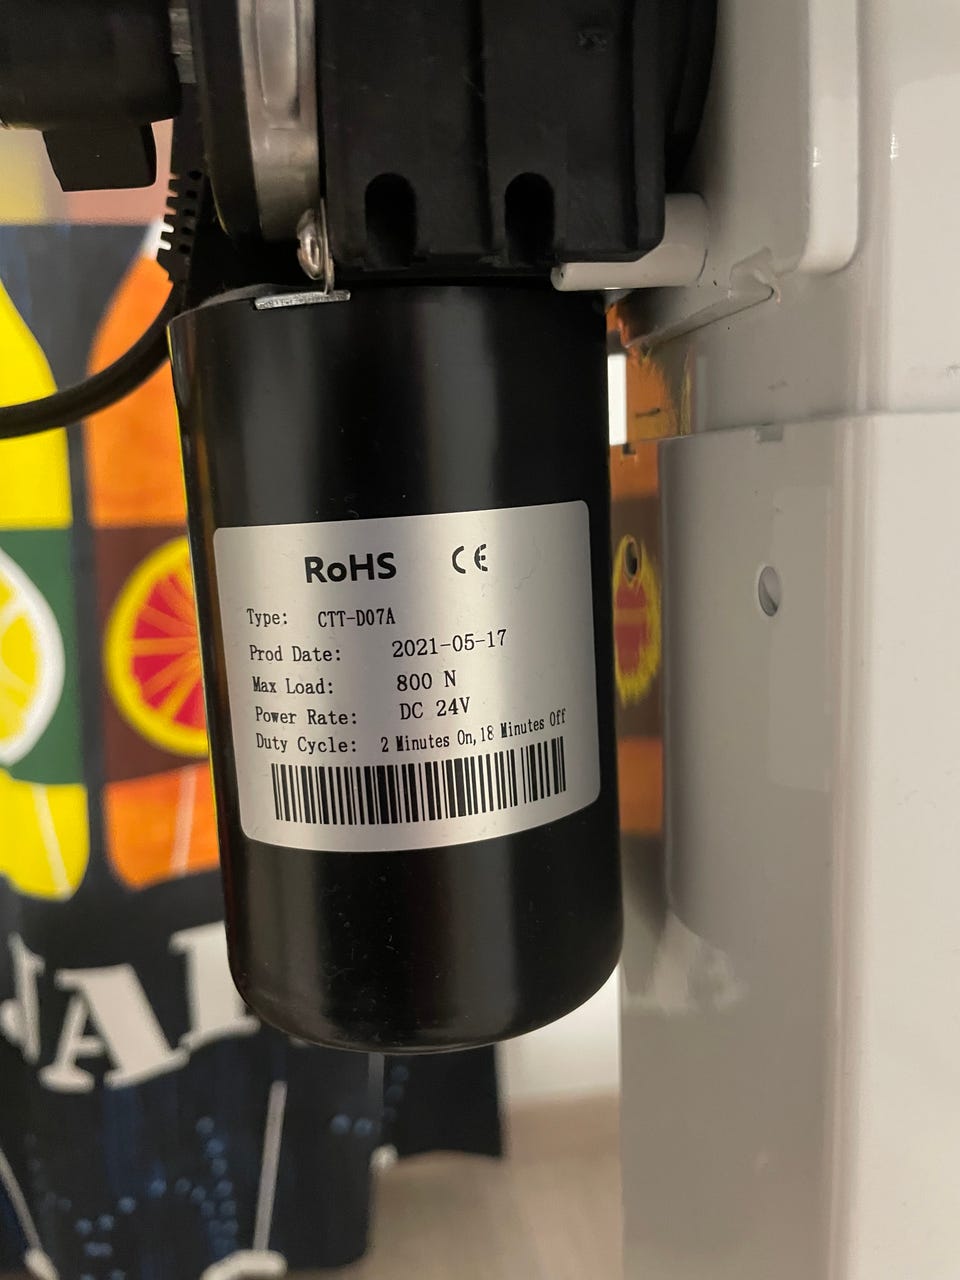 RoHS CE
Type: CTT-D07A
Prod Date: 2021-05-17
Max Load: 800 N
Power Rate: DC 24V
Duty Cycle: 2 Minutes On,18 Minutes Off